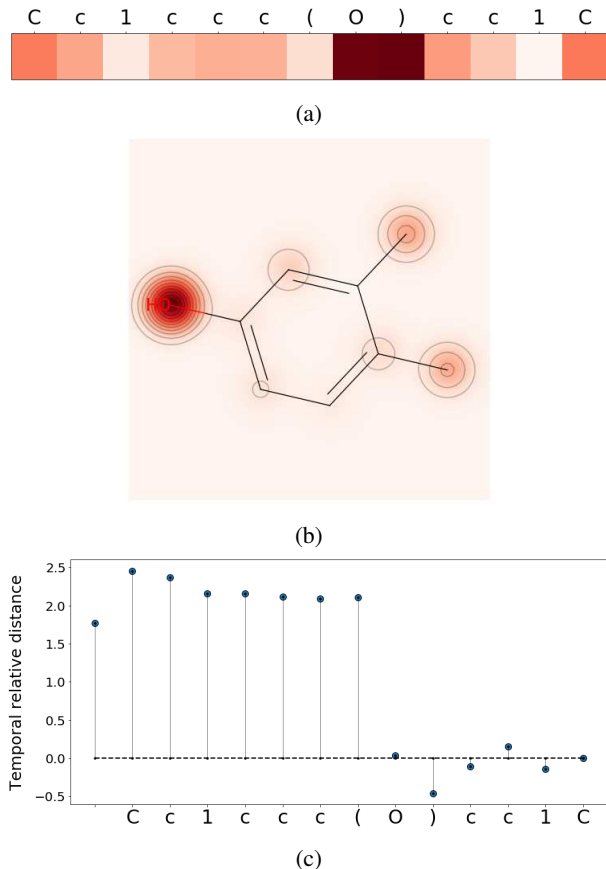 C c 1 c c c ( O ) c c 1 C
(a)
HO
(b)
2.5
2.0
1.5
1.0
0.5
0.0
−0.5
Temporal relative distance
C c 1 c c c ( O ) c c 1 C
(c)